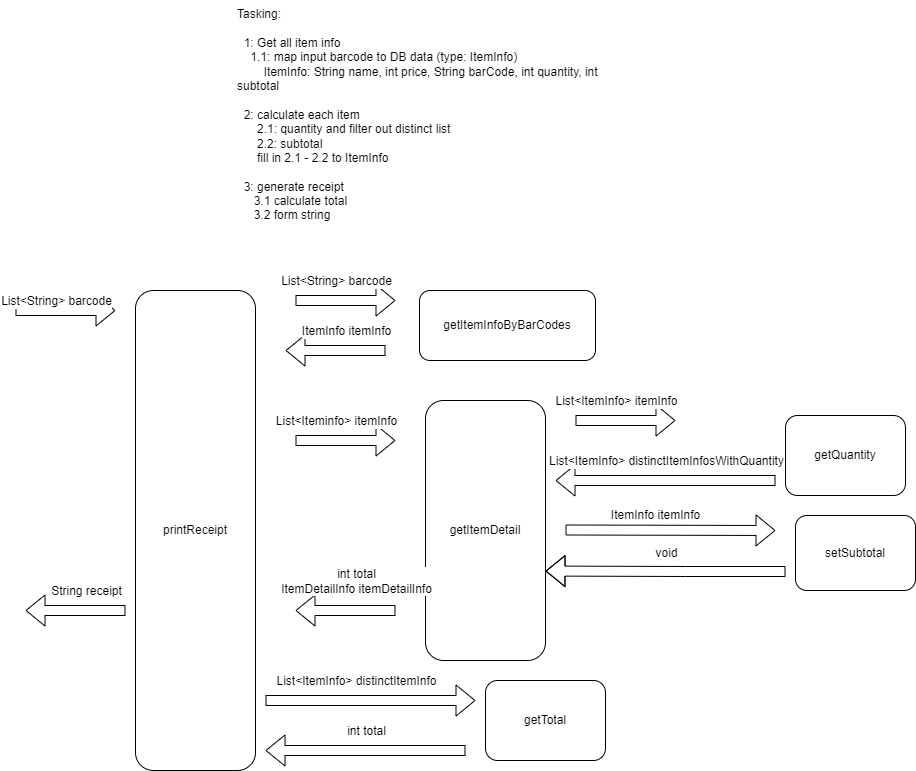 Tasking:
1: Get all item info
1.1: map input barcode to DB data (type: ItemInfo)
ItemInfo: String name, int price, String barCode, int quantity, int
subtotal
2: calculate each item
2.1: quantity and filter out distinct list
2.2: subtotal
fill in 2.1 - 2.2 to ItemInfo
3: generate receipt
3.1 calculate total
3.2 form string
List<String> barcode
List<String> barcode
getItemInfoByBarCodes
ItemInfo itemInfo
List<Iteminfo> itemInfo
List<ItemInfo> itemInfo
getQuantity
List<ItemInfo> distinctItemInfosWithQuantity
printReceipt
getItemDetail
ItemInfo itemInfo
setSubtotal
void
int total
ItemDetailInfo itemDetailInfo
String receipt
List<ItemInfo> distinctItemInfo
getTotal
int total